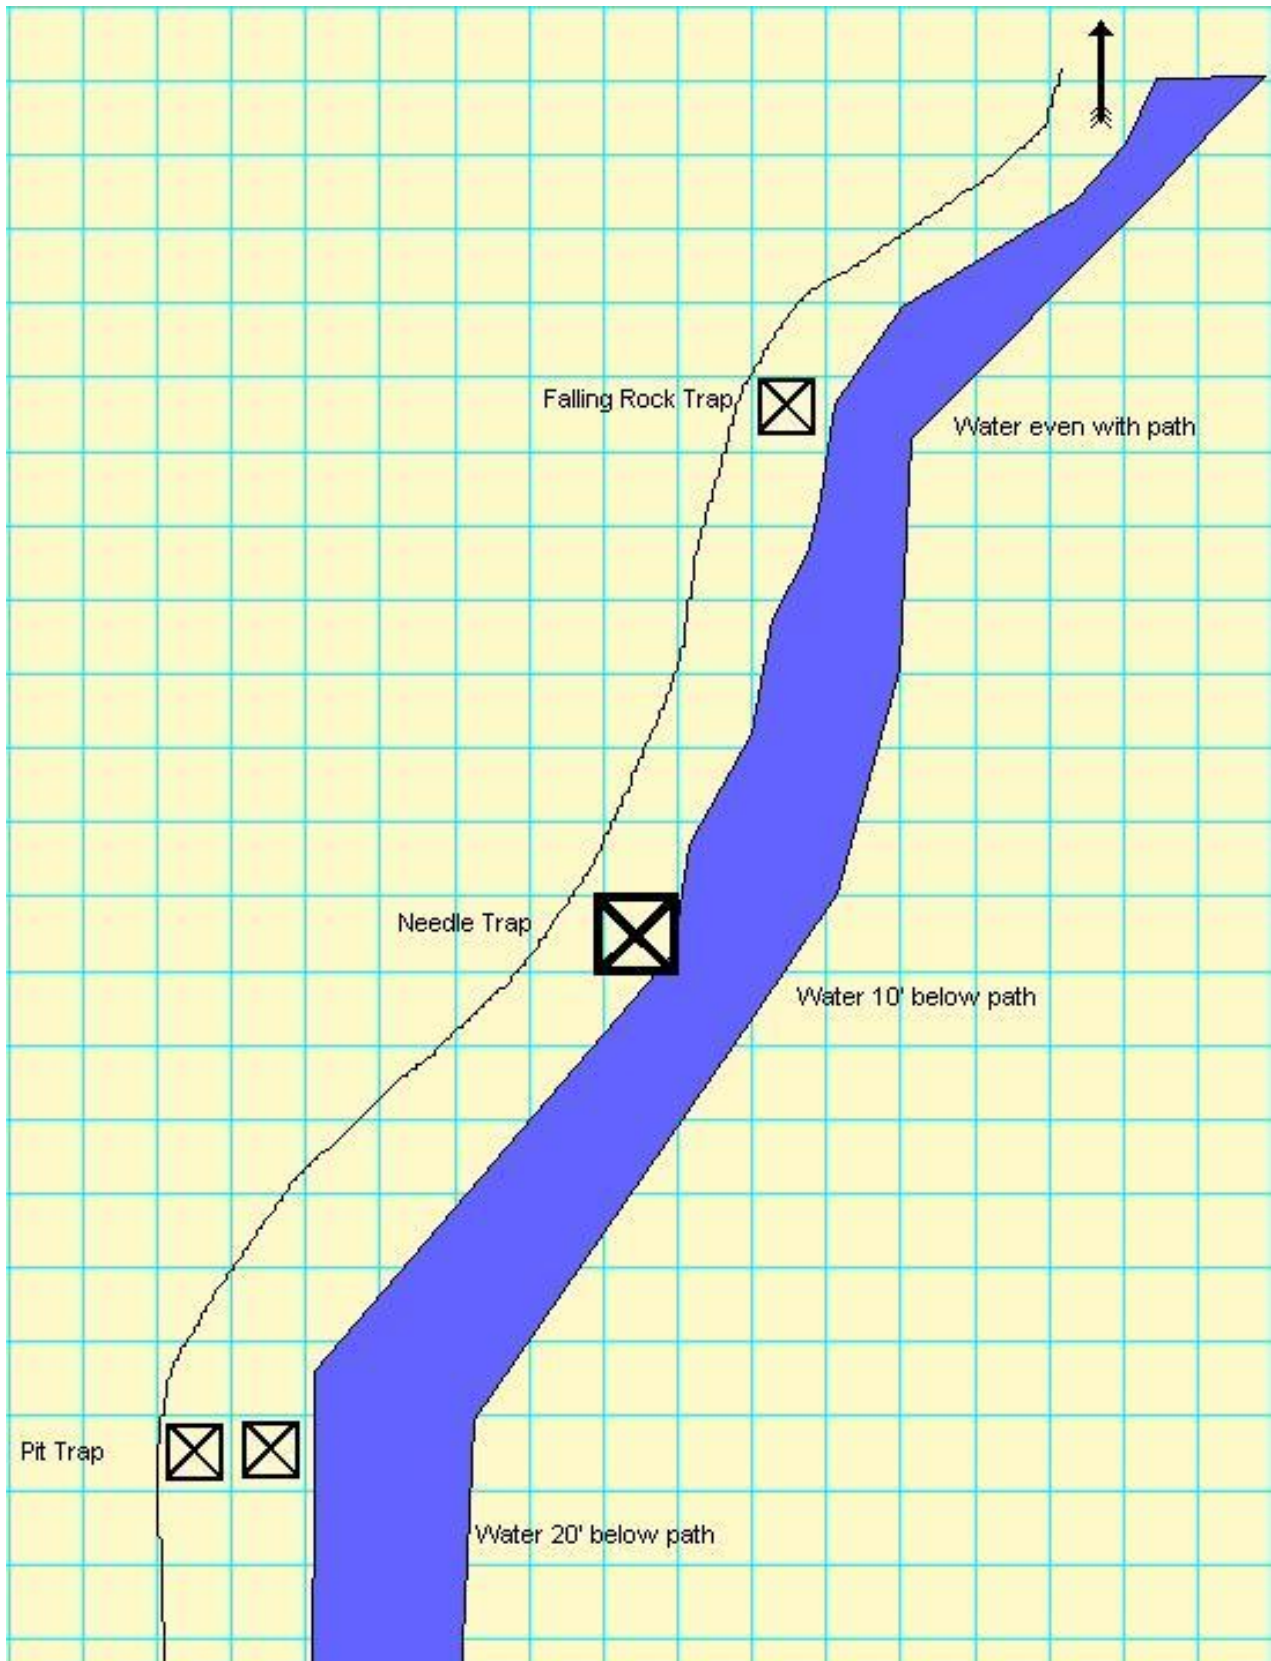 Falling Rock Trap
Water even with path
Needle Trap
Water 10' below path
Pit Trap
Water 20' below path